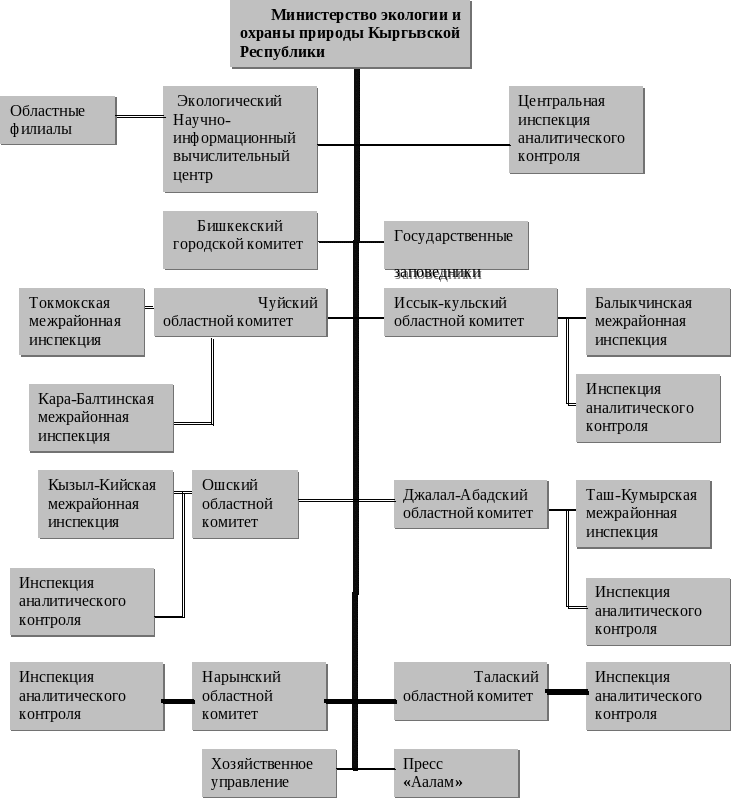 Министерство экологии и
охраны природы Кыргызской
Республики
Областные
филиалы
Экологический
Научно-
информационный
вычислительный
центр
Центральная
инспекция
аналитического
контроля
Бишкекский
городской комитет
Государственные
заповедники
Токмокская
межрайонная
инспекция
Чуйский
областной комитет
Иссык-кульский
областной комитет
Балыкчинская
межрайонная
инспекция
Кара-Балтинская
межрайонная
инспекция
Инспекция
аналитического
контроля
Кызыл-Кийская
межрайонная
инспекция
Ошский
областной
комитет
Джалал-Абадский
областной комитет
Таш-Кумырская
межрайонная
инспекция
Инспекция
аналитического
контроля
Инспекция
аналитического
контроля
Инспекция
аналитического
контроля
Нарынский
областной
комитет
Талаский
областной комитет
Инспекция
аналитического
контроля
Хозяйственное
управление
Пресс
«Аалам»